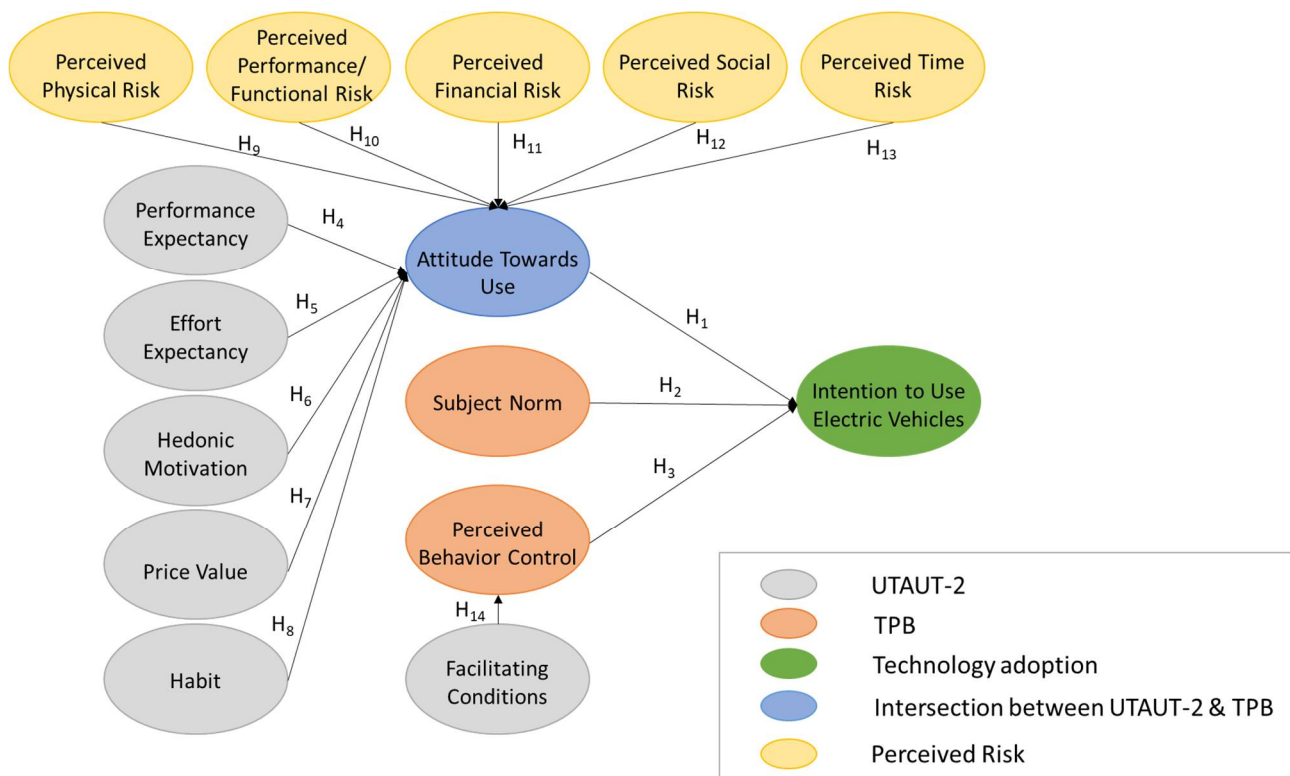 Perceived
Physical Risk
Perceived
Performance/
Functional Risk
Perceived
Financial Risk
Perceived Social
Risk
Perceived Time
Risk
H9
H10
H11
H12
H13
Performance
Expectancy
H4
Attitude Towards
Use
Effort
Expectancy
H5
H1
Hedonic
Motivation
H6
Subject Norm
H2
Intention to Use
Electric Vehicles
H3
Price Value
H7
Perceived
Behavior Control
Habit
H8
H14
Facilitating
Conditions
UTAUT-2
TPB
Technology adoption
Intersection between UTAUT-2 & TPB
Perceived Risk